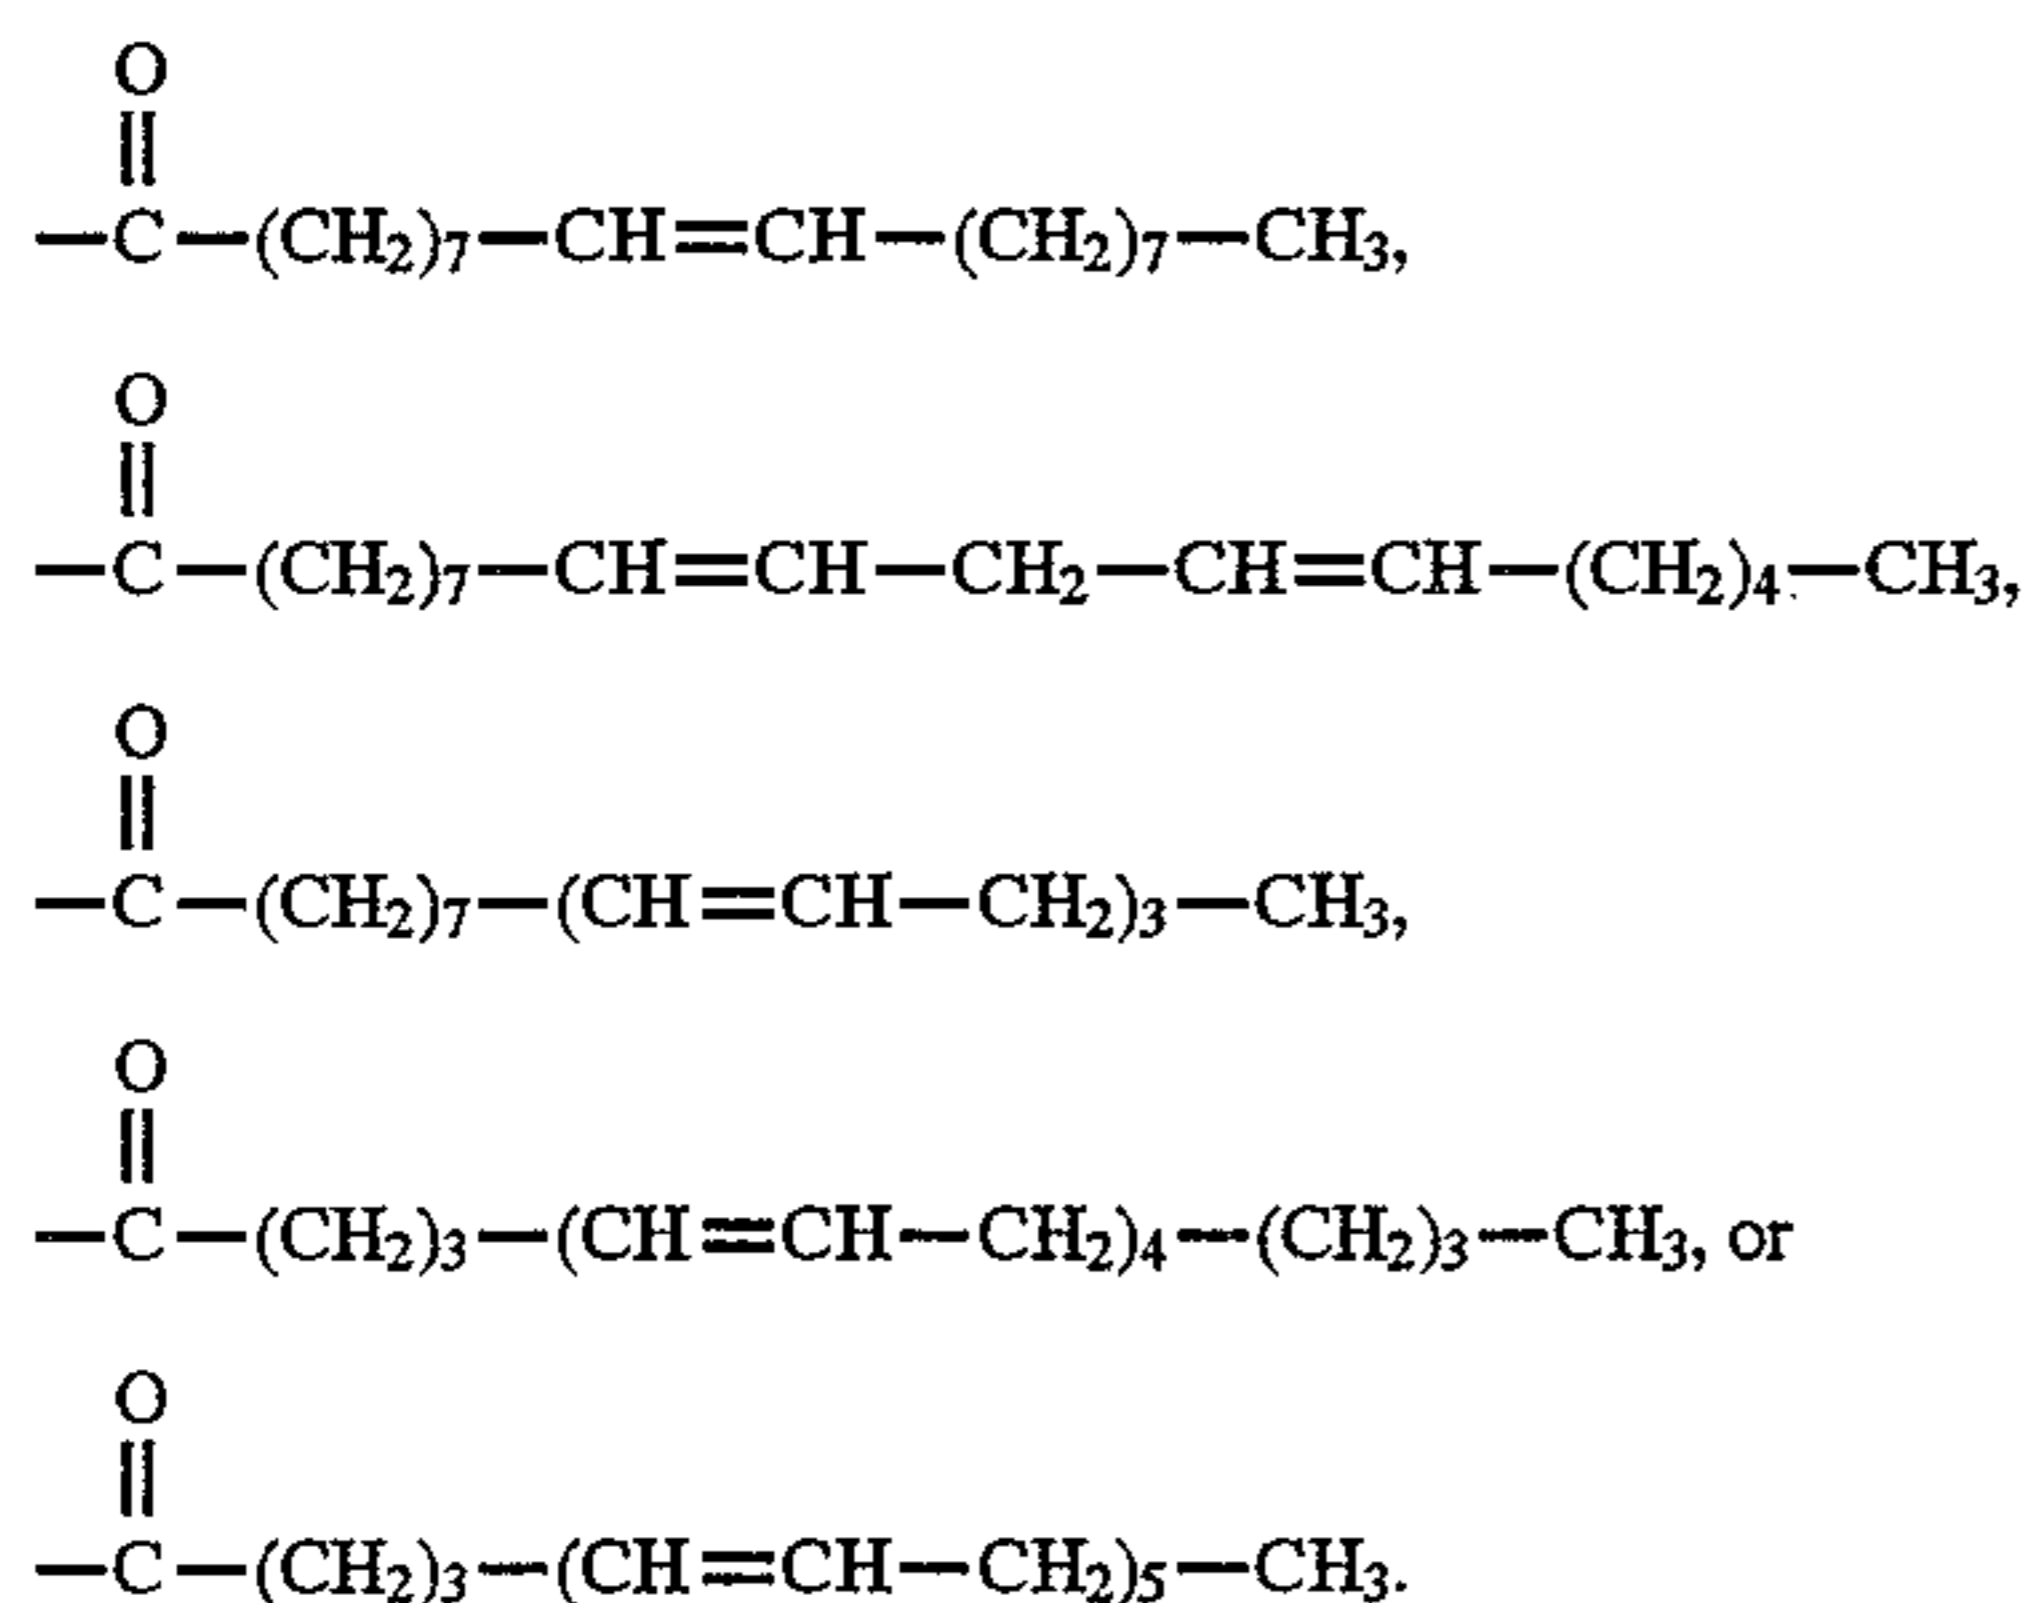 O
||
—C—(CH₂)₇—CH=CH—(CH₂)₇—CH₃,
O
||
—C—(CH₂)₇—CH=CH—CH₂—CH=CH—(CH₂)₄—CH₃,
O
||
—C—(CH₂)₇—(CH=CH—CH₂)₃—CH₃,
O
||
—C—(CH₂)₃—(CH=CH—CH₂)₄—(CH₂)₃—CH₃, or
O
||
—C—(CH₂)₃—(CH=CH—CH₂)₅—CH₃.